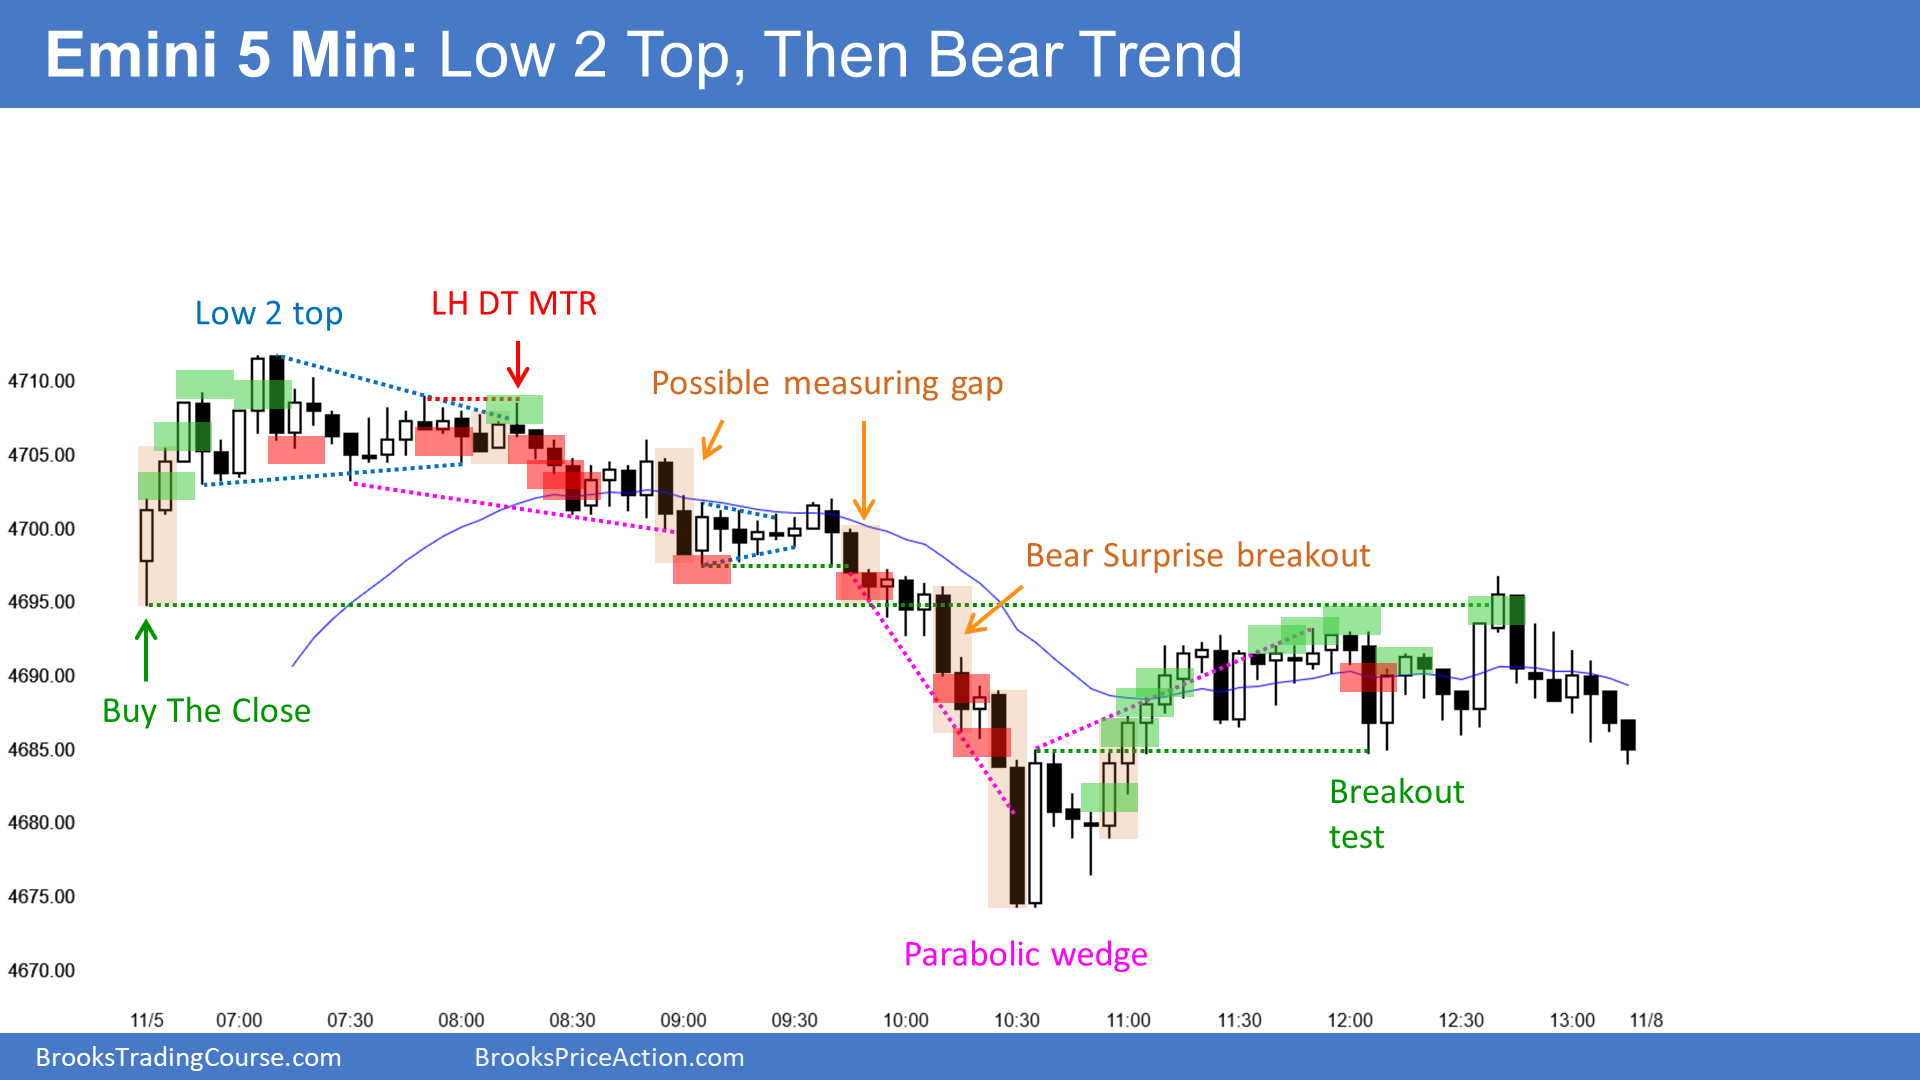 Emini 5 Min: Low 2 Top, Then Bear Trend
LH DT MTR
Low 2 top
Possible measuring gap
4710.00
4705.00
4700.00
Bear Surprise breakout
4695.00
4690.00
Buy The Close
4685.00
Breakout
test
4680.00
4675.00
Parabolic wedge
4670.00
11/5 07:00 07:30 08:00 08:30 09:00 09:30 10:00 10:30 11:00 11:30 12:00 12:30 13:00 11/8
BrooksTradingCourse.com BrooksPriceAction.com